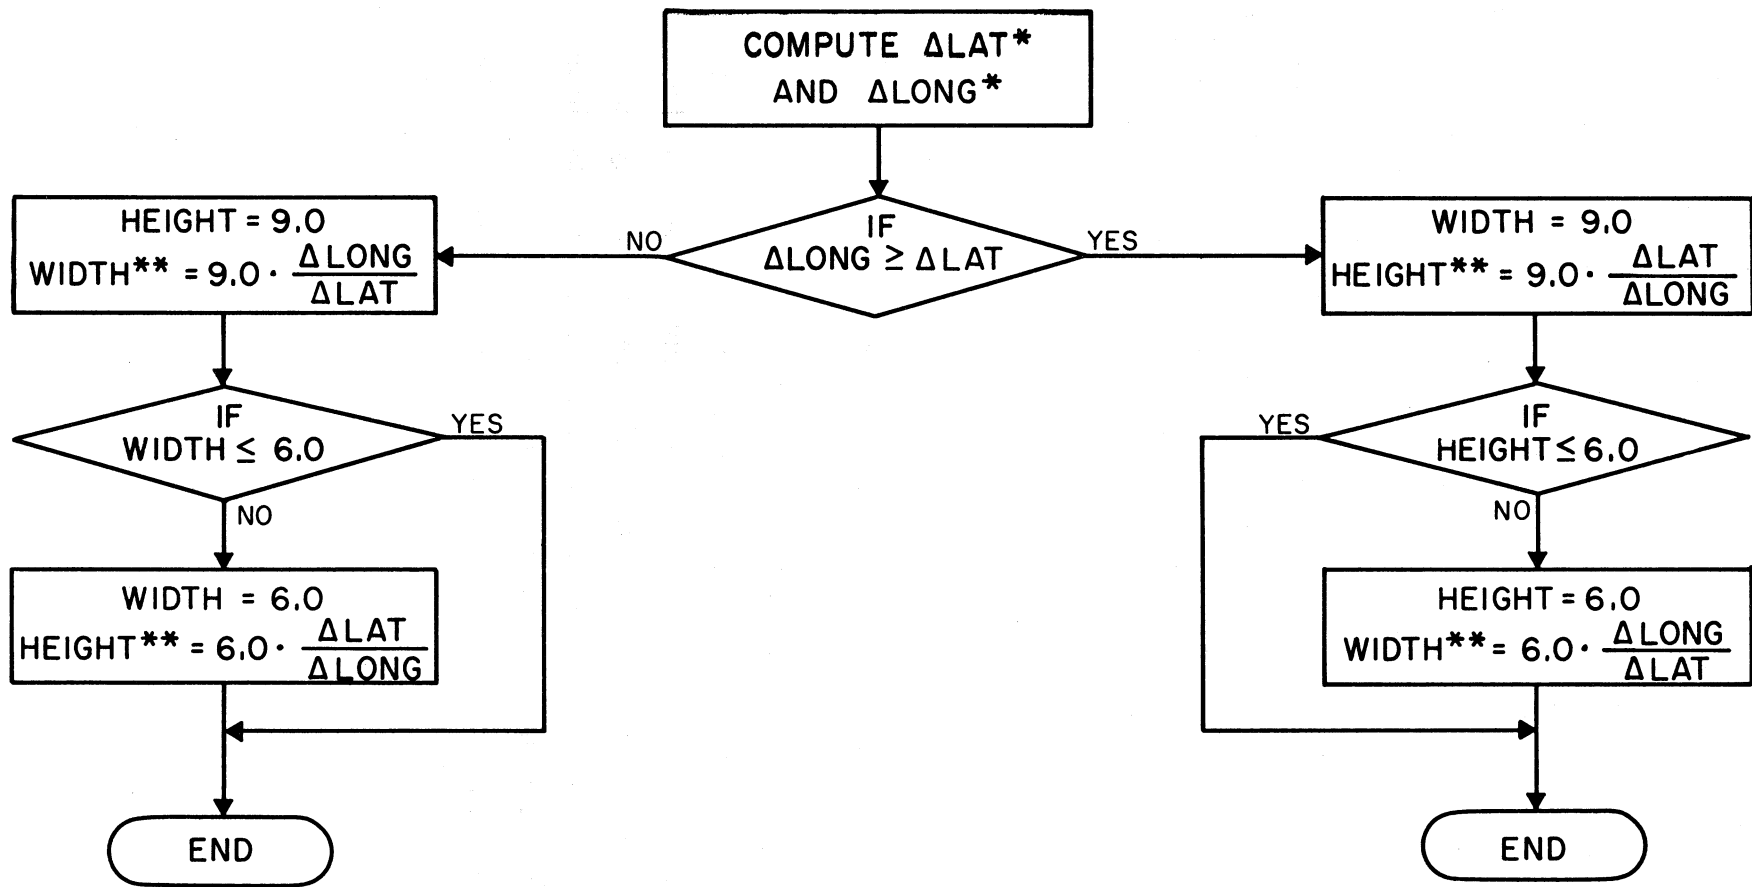 COMPUTE ΔLAT*
AND ΔLONG*
IF
ΔLONG ≥ ΔLAT
NO
YES
HEIGHT = 9.0
WIDTH** = 9.0 · ΔLONG / ΔLAT
IF
WIDTH ≤ 6.0
YES
NO
WIDTH = 6.0
HEIGHT** = 6.0 · ΔLAT / ΔLONG
END
WIDTH = 9.0
HEIGHT** = 9.0 · ΔLAT / ΔLONG
IF
HEIGHT ≤ 6.0
YES
NO
HEIGHT = 6.0
WIDTH** = 6.0 · ΔLONG / ΔLAT
END